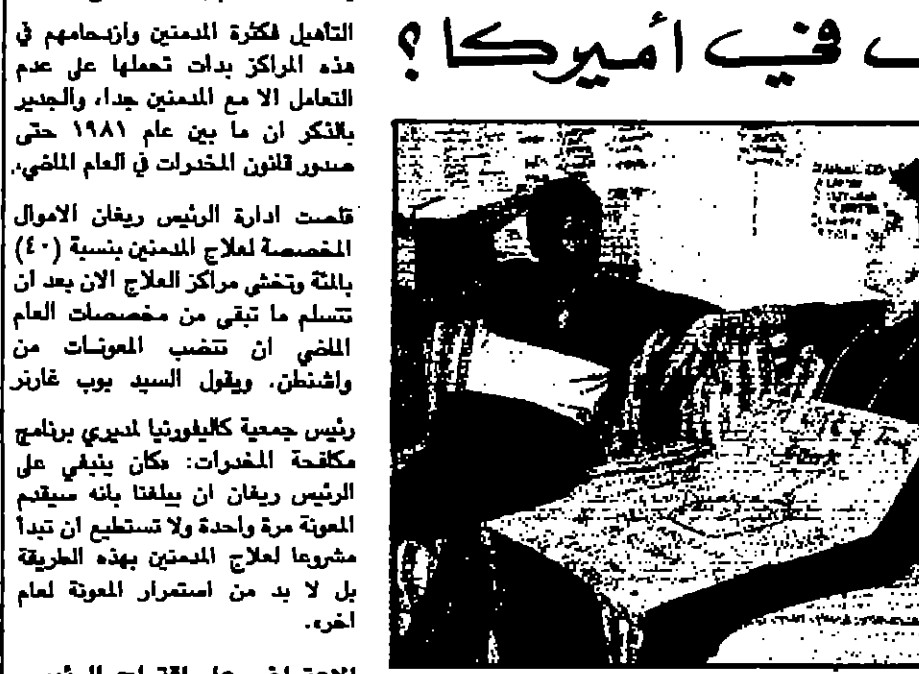 في أميركا؟
التأهيل فكثرة المدمنين وازدحامهم في
هذه المراكز بدأت تحملها على عدم
التعامل الا مع المدمنين جدا، والجدير
بالذكر ان ما بين عام ١٩٨١ حتى
صدور قانون المخدرات في العام الماضي،
قلصت ادارة الرئيس ريغان الاموال
المخصصة لعلاج المدمنين بنسبة (٤٠)
بالمئة وتخشى مراكز العلاج الان بعد ان
تتسلم ما تبقى من مخصصات العام
الماضي ان تنضب المعونات من
واشنطن. ويقول السيد بوب غارنر
رئيس جمعية كاليفورنيا لمديري برنامج
مكافحة المخدرات: «كان ينبغي على
الرئيس ريغان ان يبلغنا بانه سيقدم
المعونة مرة واحدة ولا تستطيع ان تبدأ
مشروعا لعلاج المدمنين بهذه الطريقة
بل لا بد من استمرار المعونة لعام
اخر».